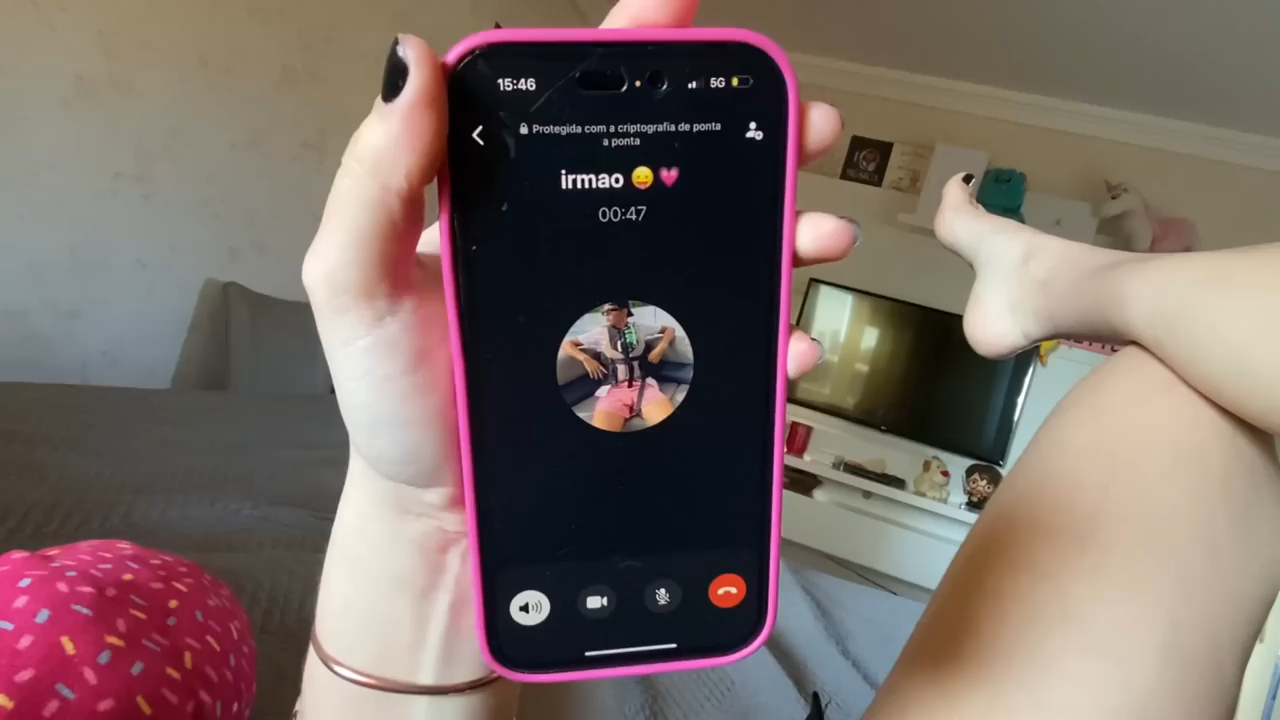 15:46
5G
Protegida com a criptografia de ponta
a ponta
irmao 😛💗
00:47